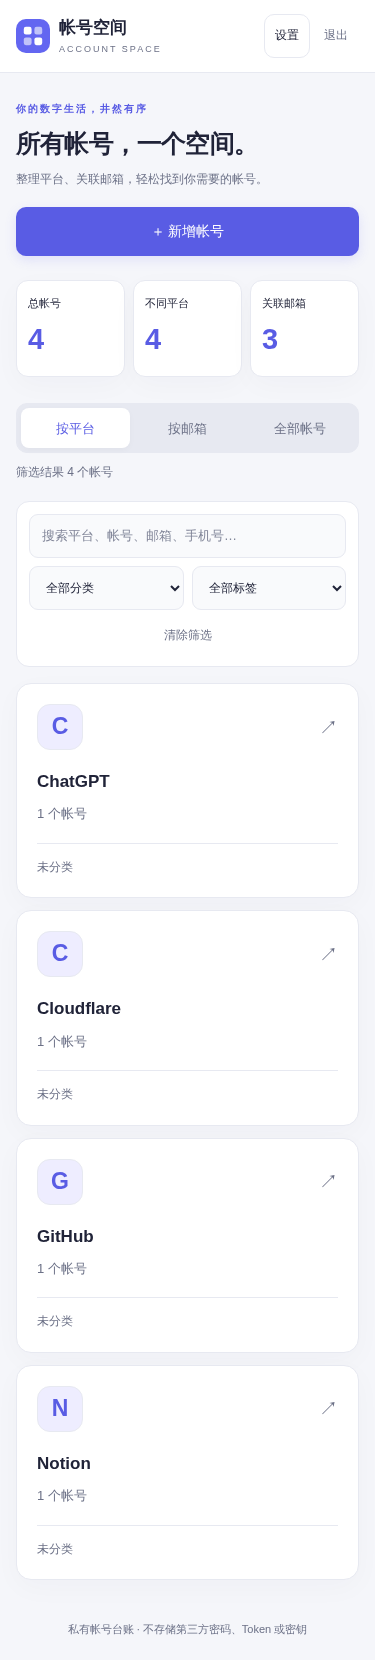 帐号空间
ACCOUNT SPACE
设置
退出
你的数字生活，井然有序
所有帐号，一个空间。
整理平台、关联邮箱，轻松找到你需要的帐号。
＋ 新增帐号
总帐号
不同平台
关联邮箱
4
4
3
按平台
按邮箱
全部帐号
筛选结果 4 个帐号
搜索平台、帐号、邮箱、手机号…
全部分类
全部标签
清除筛选
C
ChatGPT
1 个帐号
未分类
C
Cloudflare
1 个帐号
未分类
G
GitHub
1 个帐号
未分类
N
Notion
1 个帐号
未分类
私有帐号台账 · 不存储第三方密码、Token 或密钥